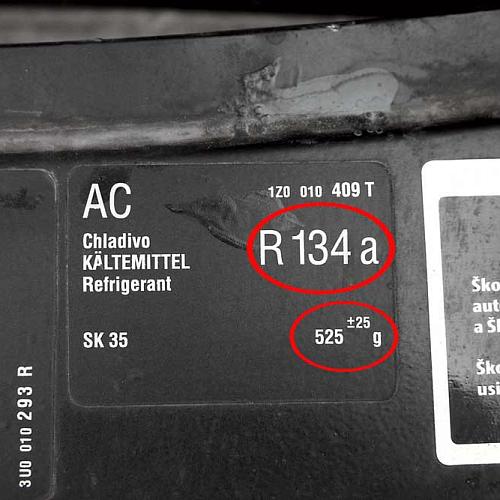 AC
1Z0 010 409 T
Chladivo
KÄLTEMITTEL
Refrigerant
R 134 a
SK 35
525 ±25 g
3U0 010 293 R
Ško
aut
a Š
Ško
usi